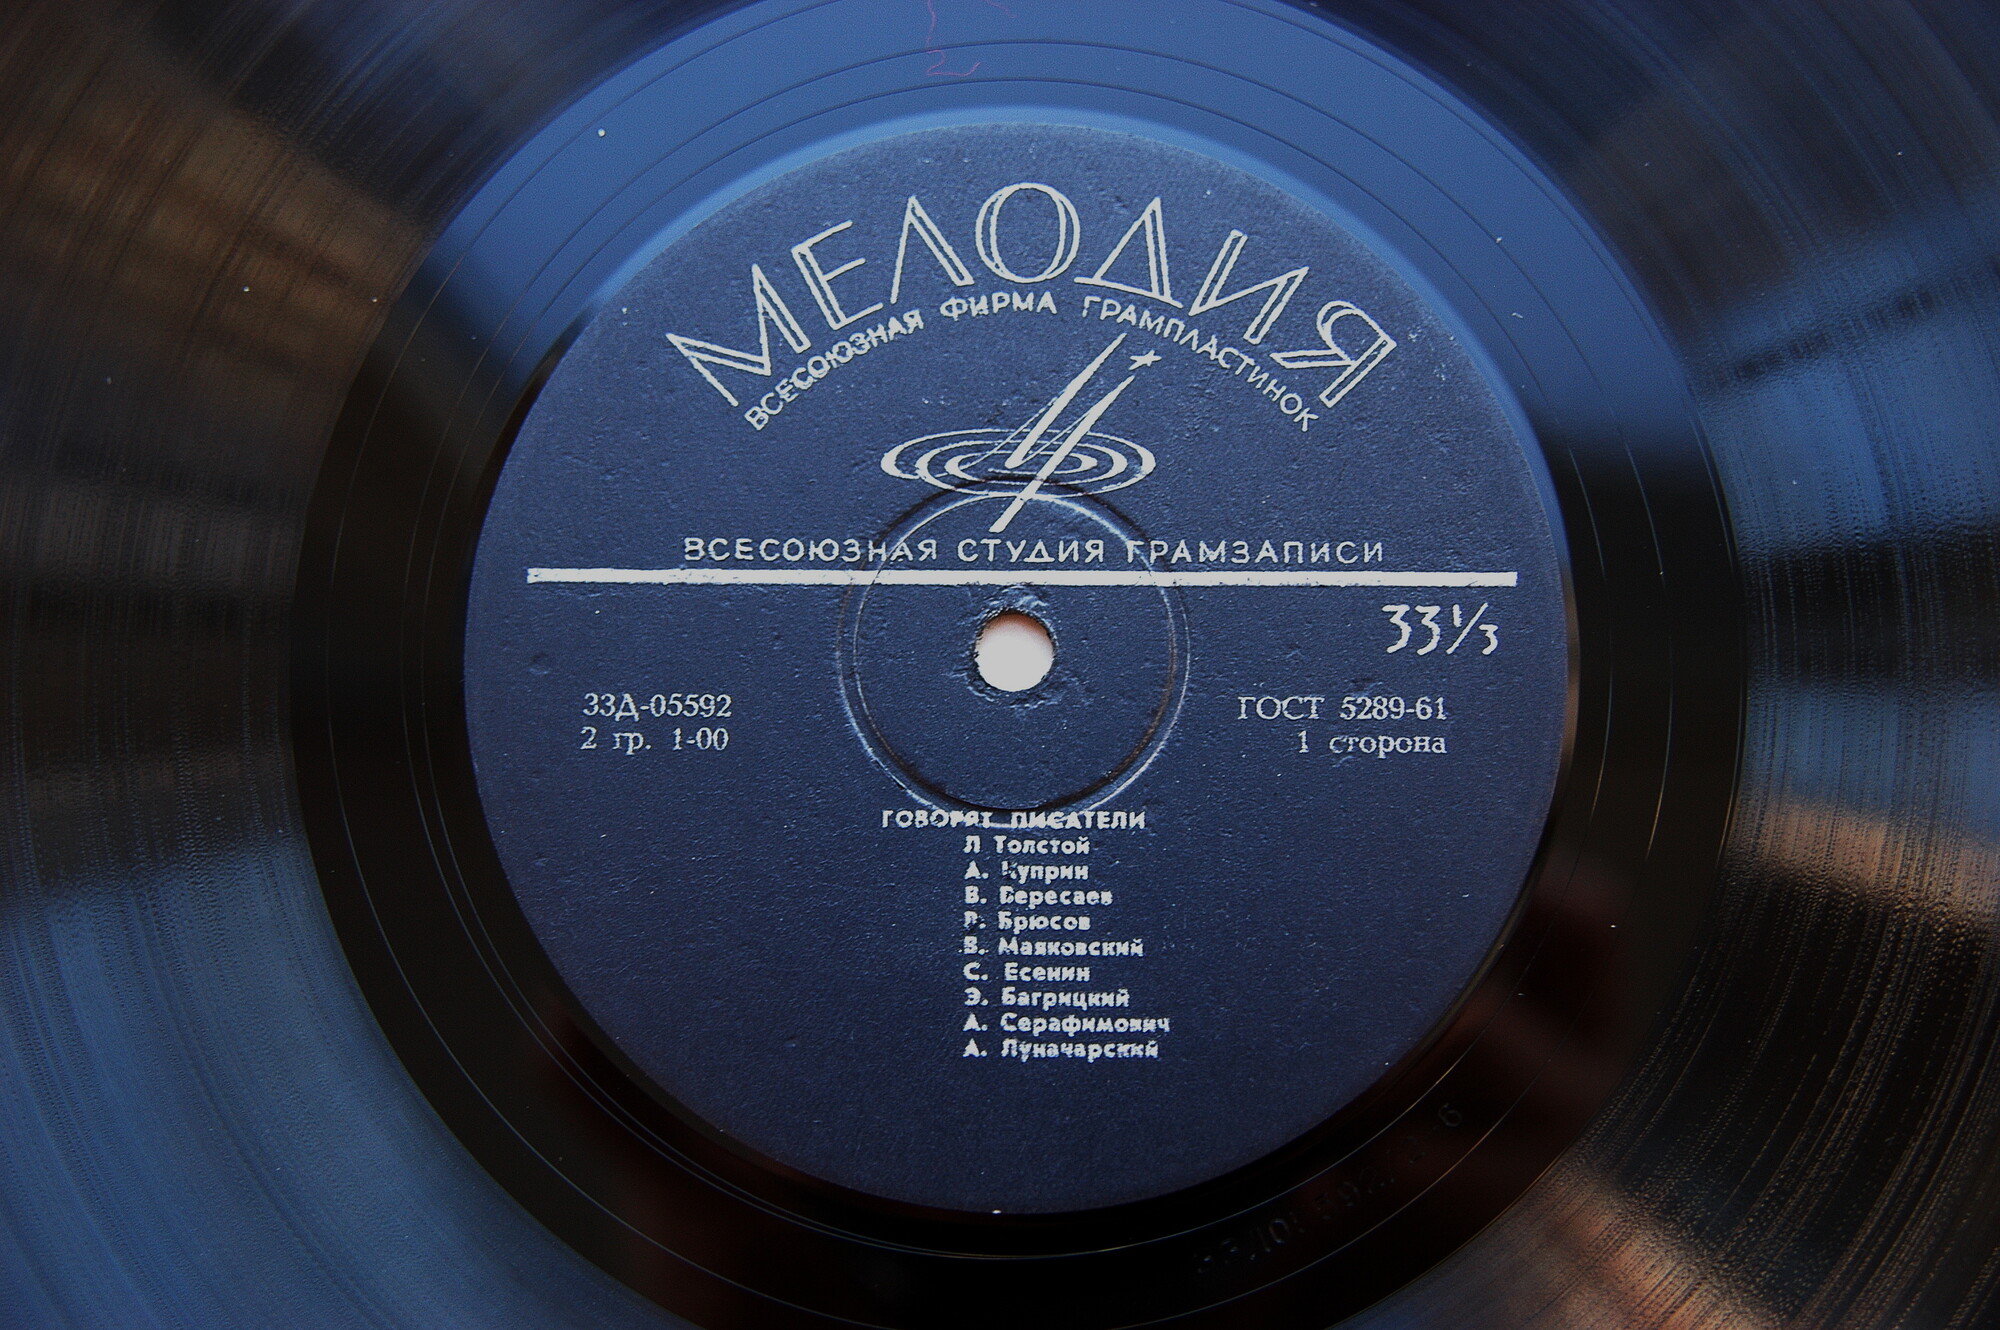 МЕЛОДИЯ
ВСЕСОЮЗНАЯ ФИРМА ГРАМПЛАСТИНОК
ВСЕСОЮЗНАЯ СТУДИЯ ГРАМЗАПИСИ
33⅓
33Д-05592
2 гр. 1-00
ГОСТ 5289-61
1 сторона
ГОВОРЯТ ПИСАТЕЛИ
Л Толстой
А. Куприн
В. Вересаев
В. Брюсов
В. Маяковский
С. Есенин
Э. Багрицкий
А. Серафимович
А. Луначарский